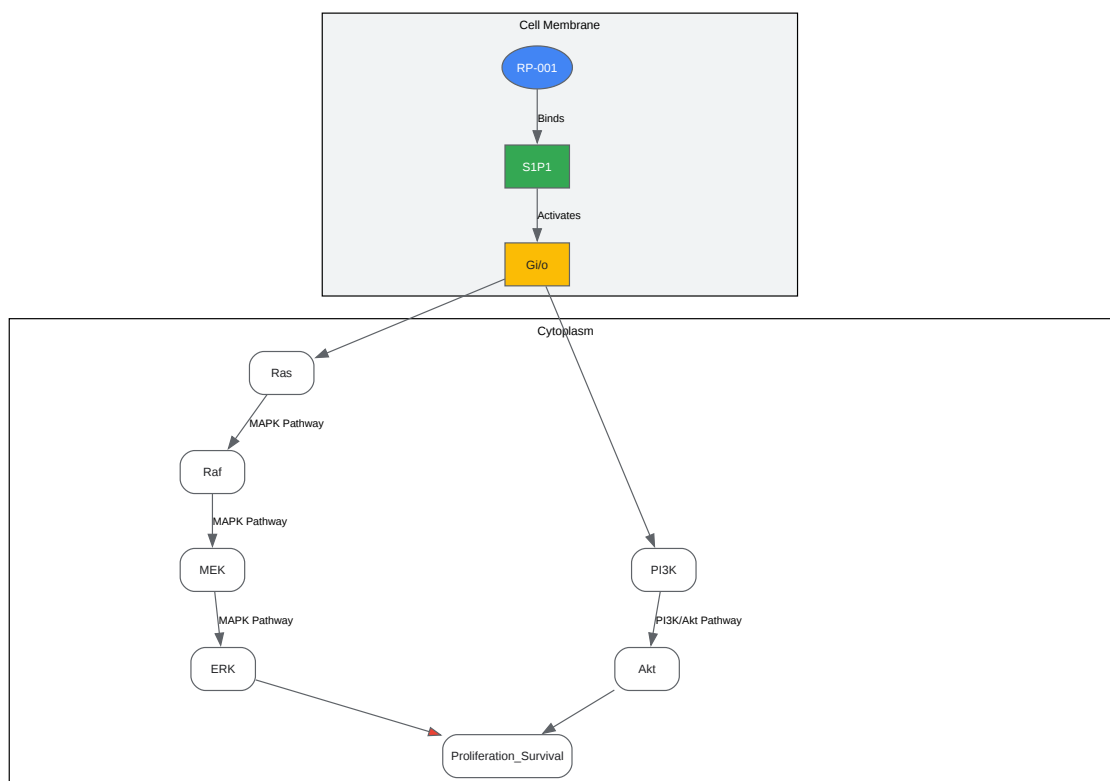 Cell Membrane
RP-001
Binds
S1P1
Activates
Gi/o
Cytoplasm
Ras
MAPK Pathway
Raf
MAPK Pathway
MEK
PI3K
MAPK Pathway
PI3K/Akt Pathway
ERK
Akt
Proliferation_Survival